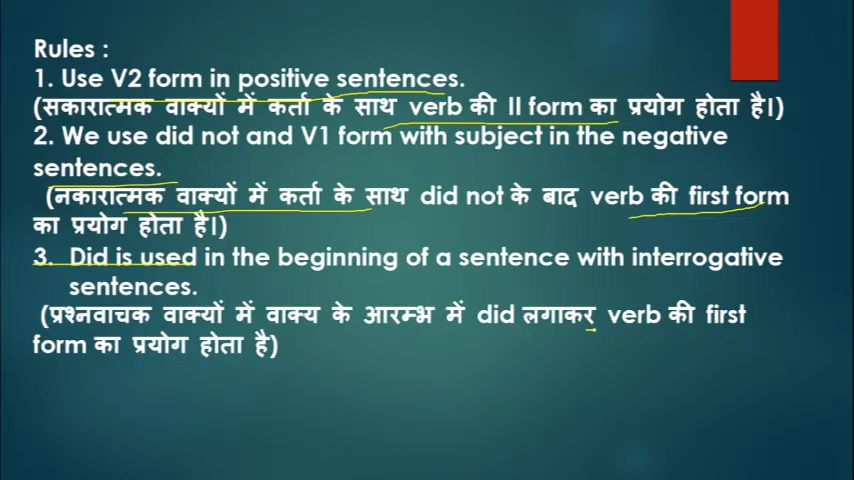 Rules :
1. Use V2 form in positive sentences.
(सकारात्मक वाक्यों में कर्ता के साथ verb की II form का प्रयोग होता है।)
2. We use did not and V1 form with subject in the negative
sentences.
(नकारात्मक वाक्यों में कर्ता के साथ did not के बाद verb की first form
का प्रयोग होता है।)
3. Did is used in the beginning of a sentence with interrogative
sentences.
(प्रश्नवाचक वाक्यों में वाक्य के आरम्भ में did लगाकर verb की first
form का प्रयोग होता है)